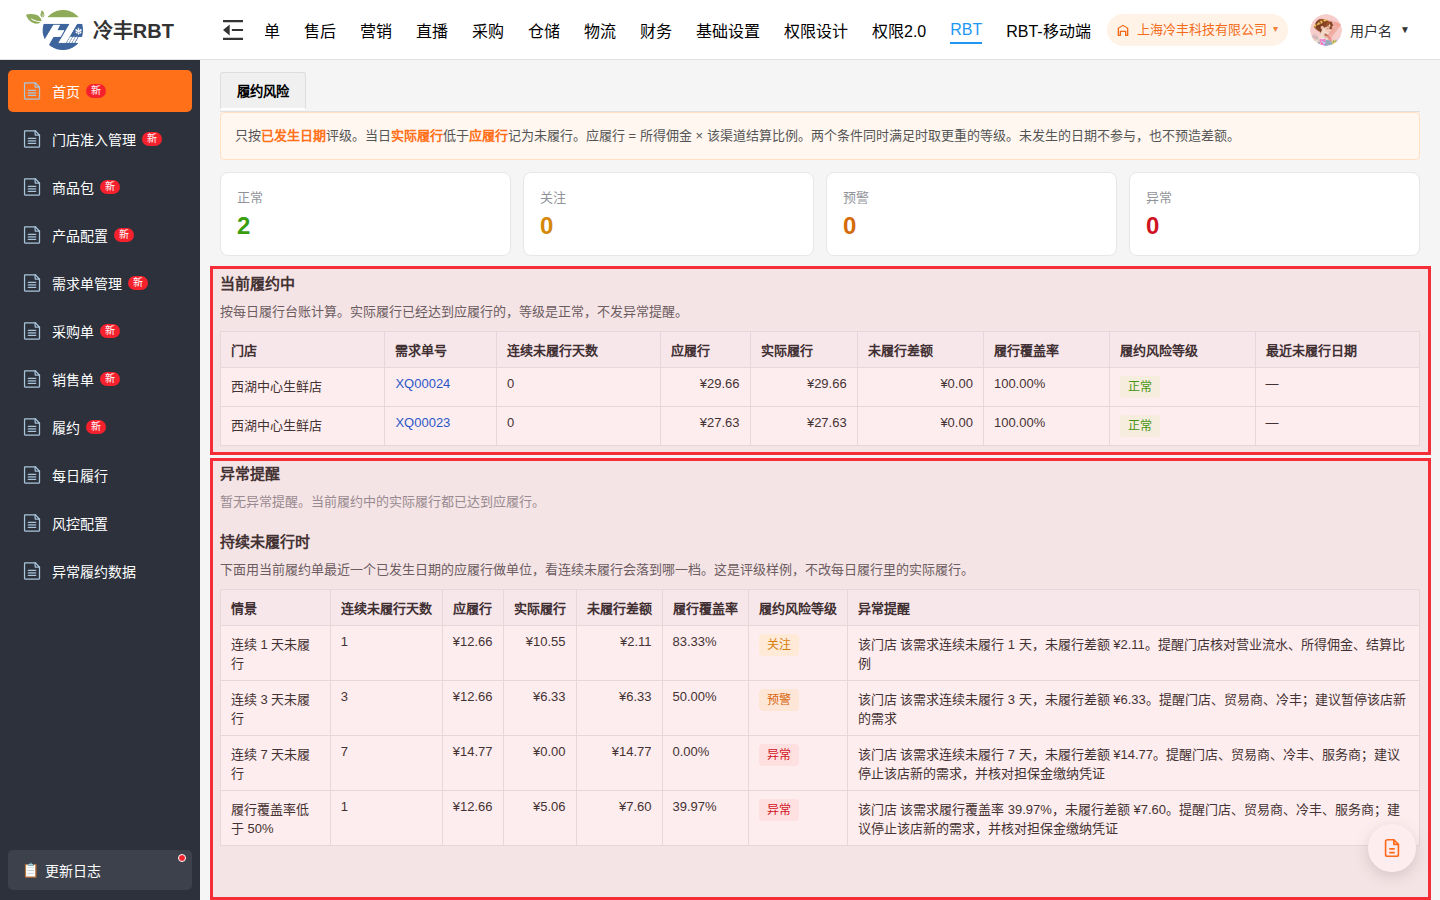 冷丰RBT
单 售后 营销 直播 采购 仓储 物流 财务 基础设置 权限设计 权限2.0 RBT RBT-移动端 上海冷丰科技有限公司 ▾ 用户名 ▼
首页 新
门店准入管理 新
商品包 新
产品配置 新
需求单管理 新
采购单 新
销售单 新
履约 新
每日履行
风控配置
异常履约数据
更新日志
履约风险
只按已发生日期评级。当日实际履行低于应履行记为未履行。应履行 = 所得佣金 × 该渠道结算比例。两个条件同时满足时取更重的等级。未发生的日期不参与，也不预造差额。
正常 关注 预警 异常
2 0 0 0
当前履约中
按每日履行台账计算。实际履行已经达到应履行的，等级是正常，不发异常提醒。
门店 需求单号 连续未履行天数 应履行 实际履行 未履行差额 履行覆盖率 履约风险等级 最近未履行日期
西湖中心生鲜店 XQ00024 0 ¥29.66 ¥29.66 ¥0.00 100.00% 正常 —
西湖中心生鲜店 XQ00023 0 ¥27.63 ¥27.63 ¥0.00 100.00% 正常 —
异常提醒
暂无异常提醒。当前履约中的实际履行都已达到应履行。
持续未履行时
下面用当前履约单最近一个已发生日期的应履行做单位，看连续未履行会落到哪一档。这是评级样例，不改每日履行里的实际履行。
情景 连续未履行天数 应履行 实际履行 未履行差额 履行覆盖率 履约风险等级 异常提醒
连续 1 天未履 1 ¥12.66 ¥10.55 ¥2.11 83.33% 关注 该门店 该需求连续未履行 1 天，未履行差额 ¥2.11。提醒门店核对营业流水、所得佣金、结算比
行 例
连续 3 天未履 3 ¥12.66 ¥6.33 ¥6.33 50.00% 预警 该门店 该需求连续未履行 3 天，未履行差额 ¥6.33。提醒门店、贸易商、冷丰；建议暂停该店新
行 的需求
连续 7 天未履 7 ¥14.77 ¥0.00 ¥14.77 0.00% 异常 该门店 该需求连续未履行 7 天，未履行差额 ¥14.77。提醒门店、贸易商、冷丰、服务商；建议
行 停止该店新的需求，并核对担保金缴纳凭证
履行覆盖率低 1 ¥12.66 ¥5.06 ¥7.60 39.97% 异常 该门店 该需求履行覆盖率 39.97%，未履行差额 ¥7.60。提醒门店、贸易商、冷丰、服务商；建
于 50% 议停止该店新的需求，并核对担保金缴纳凭证